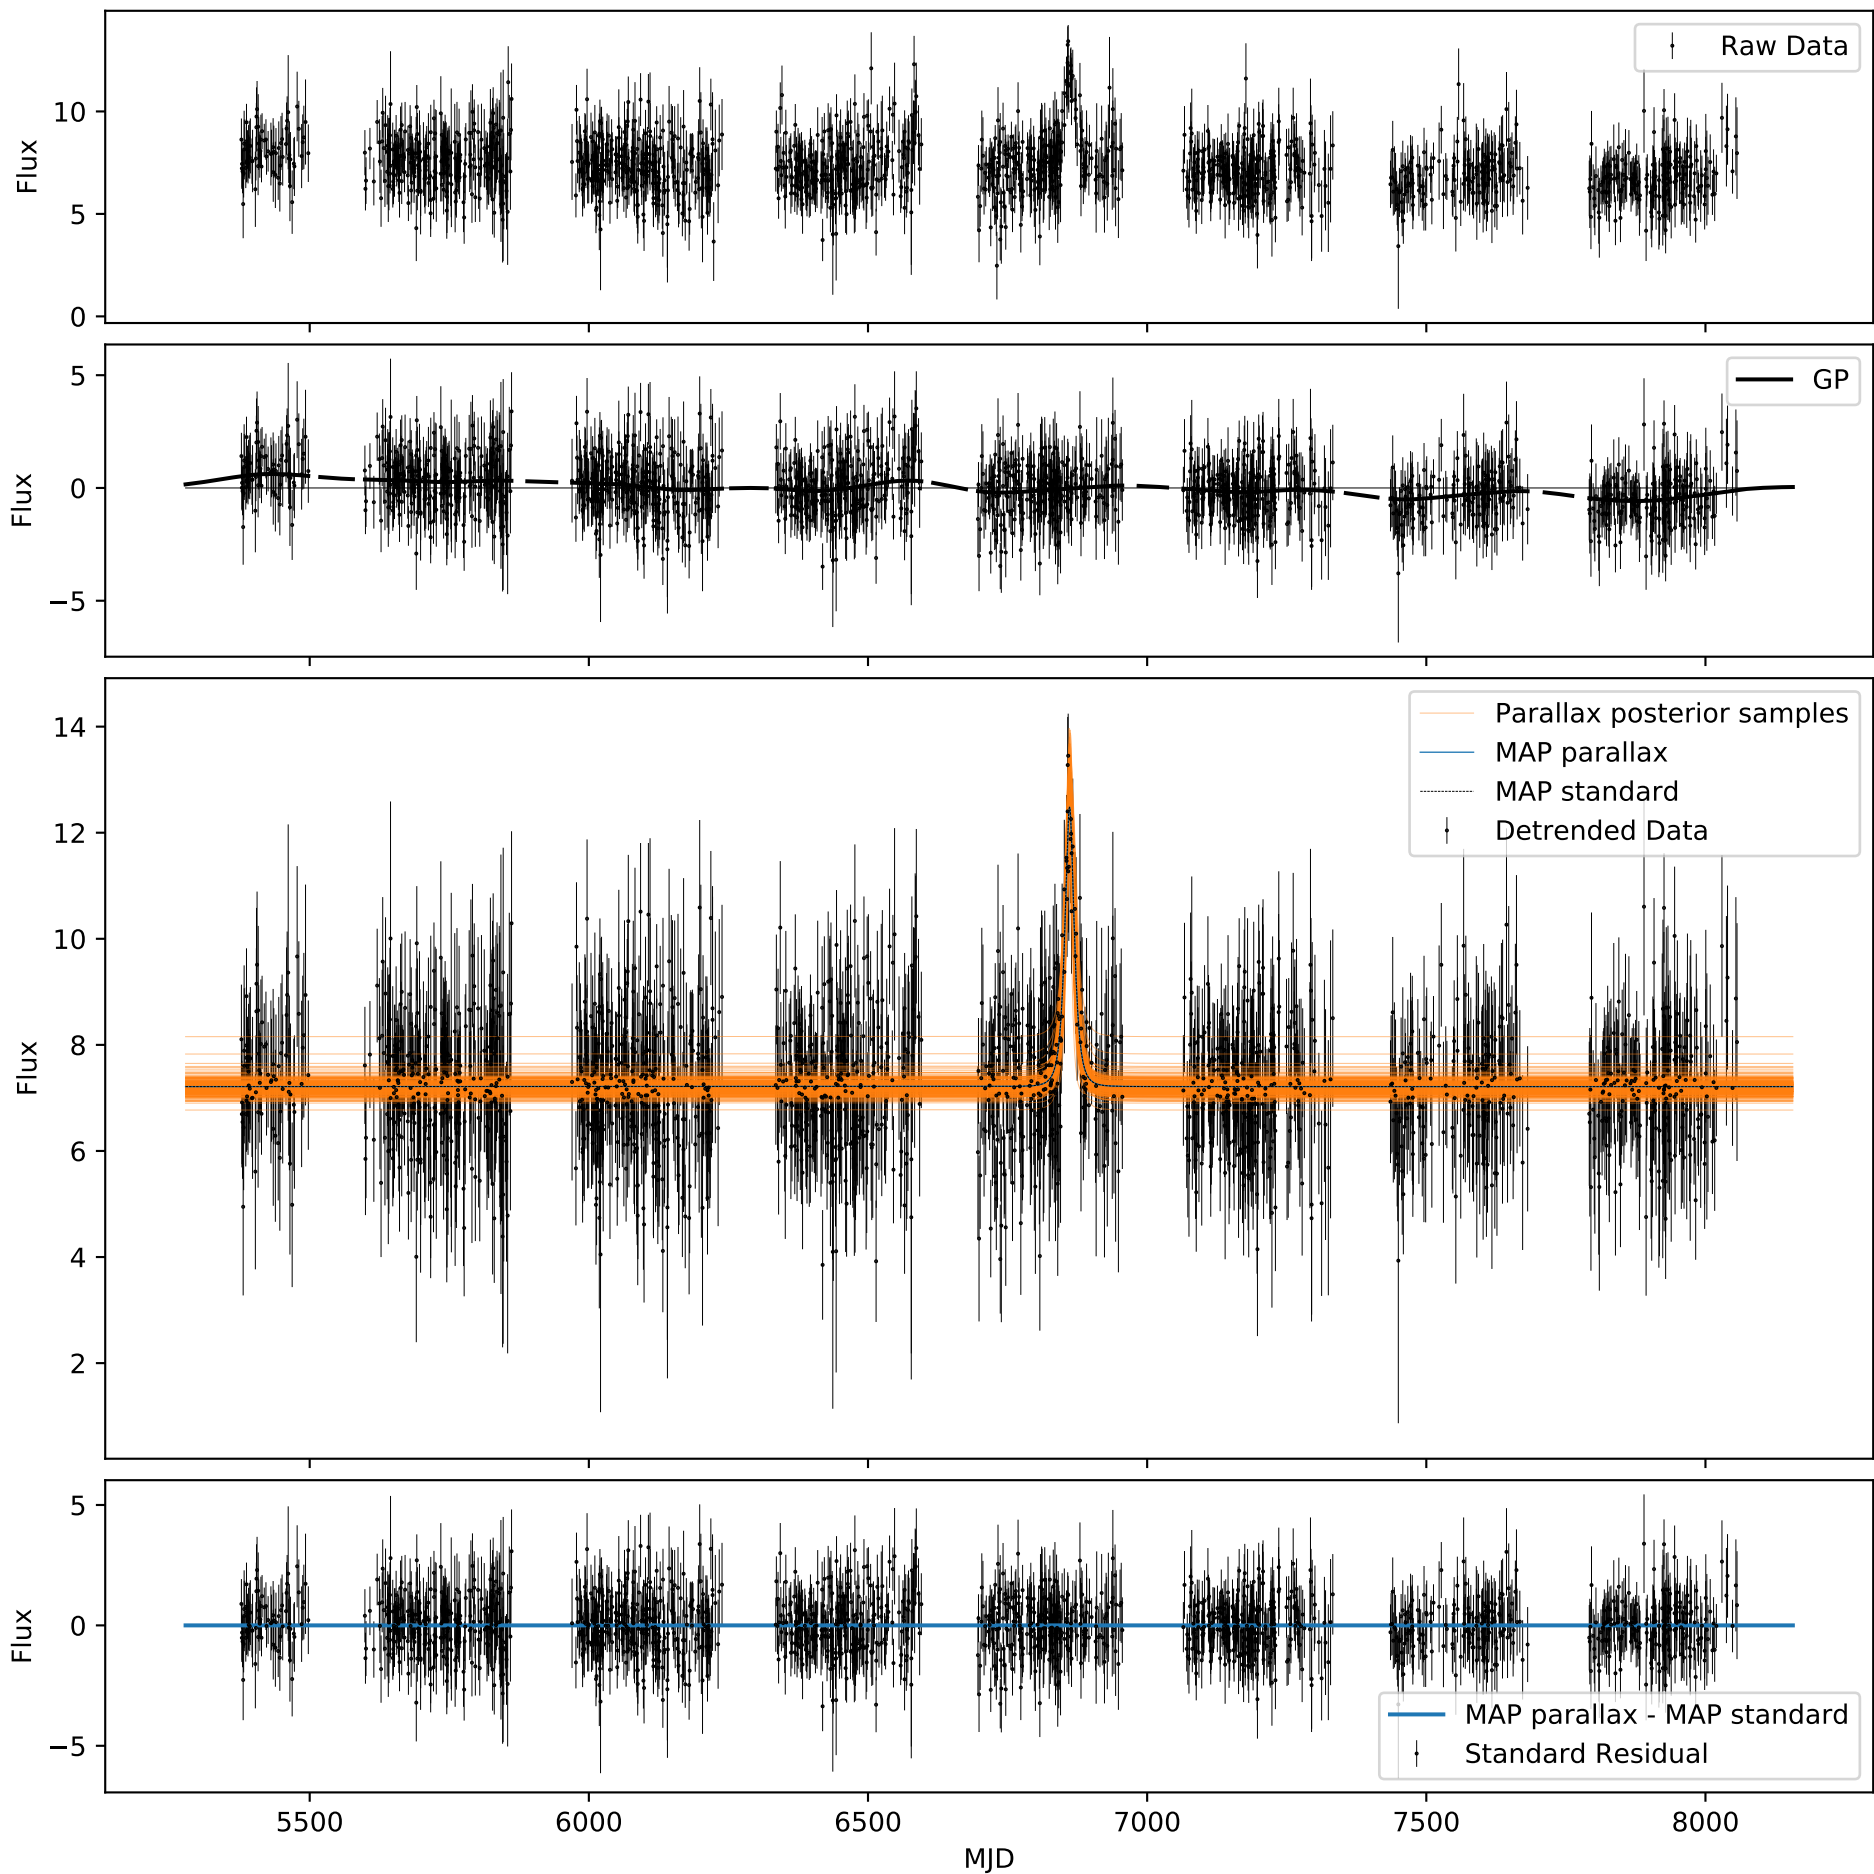 Raw Data
10
5
0
Flux
GP
5
0
−5
Flux
Parallax posterior samples
MAP parallax
MAP standard
Detrended Data
14
12
10
8
6
4
2
Flux
5
0
−5
Flux
MAP parallax - MAP standard
Standard Residual
5500 6000 6500 7000 7500 8000
MJD